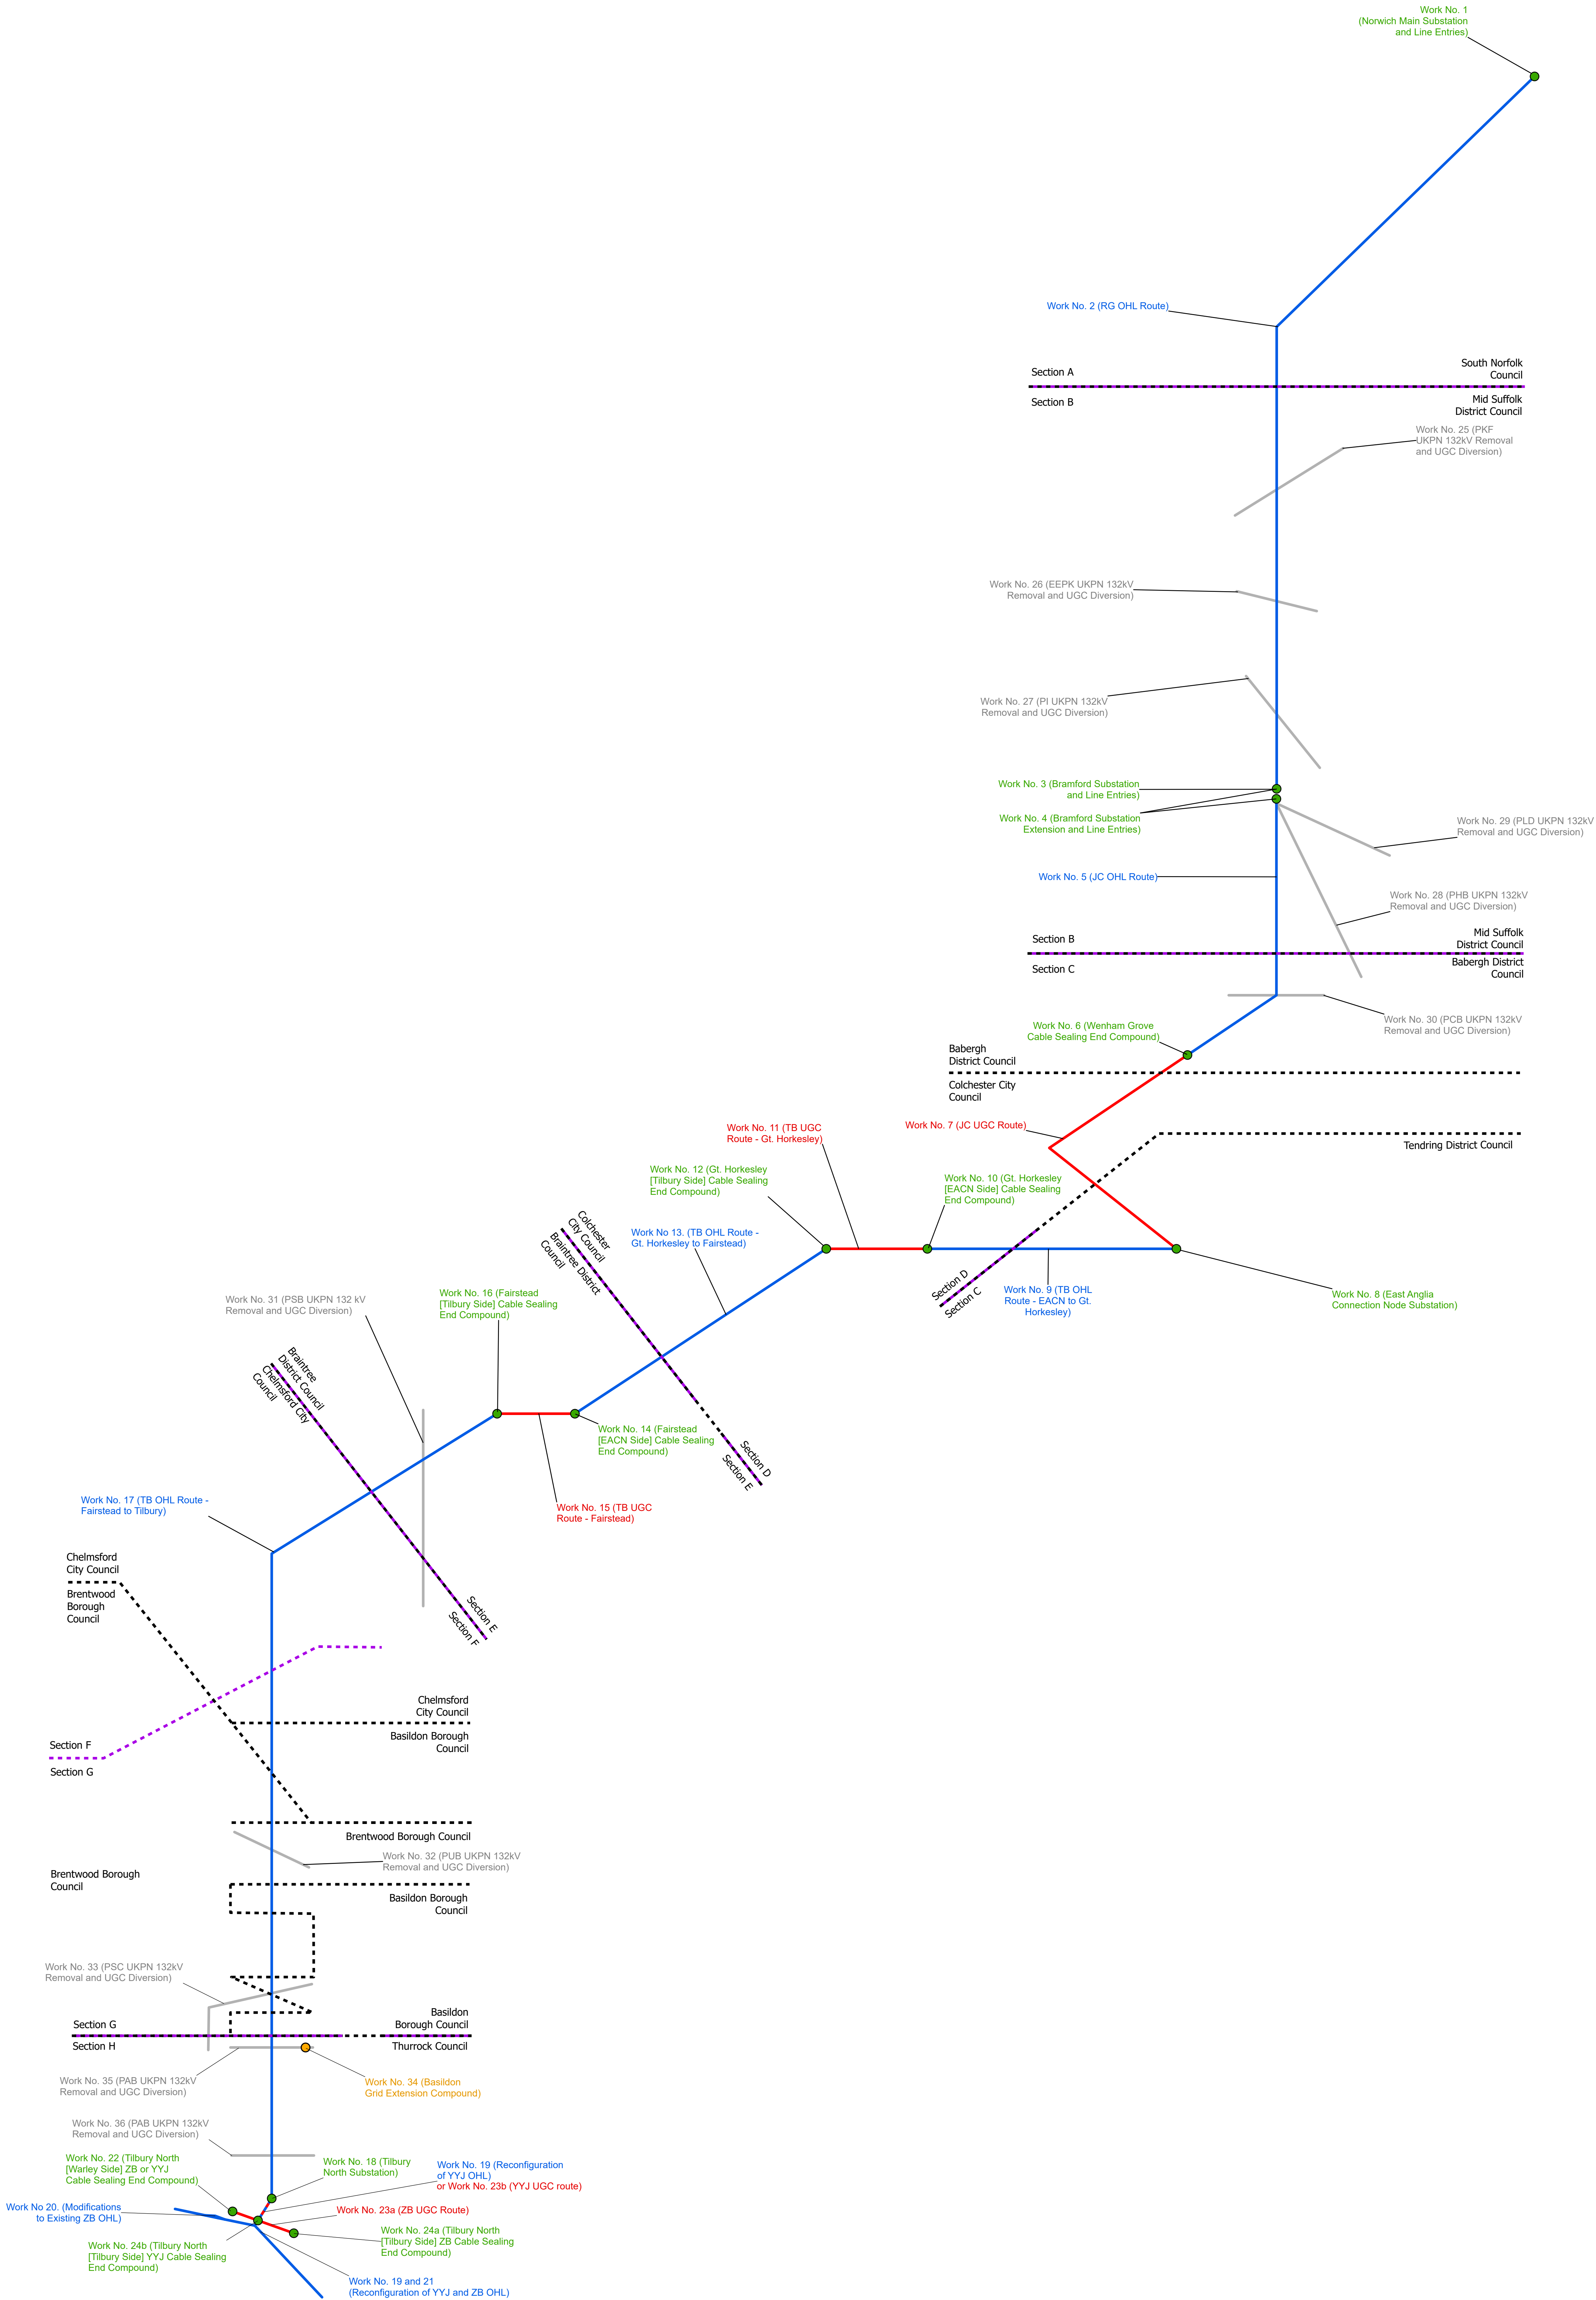 Work No. 1
(Norwich Main Substation
and Line Entries)
Work No. 2 (RG OHL Route)
Section A
South Norfolk
Council
Section B
Mid Suffolk
District Council
Work No. 25 (PKF
UKPN 132kV Removal
and UGC Diversion)
Work No. 26 (EEPK UKPN 132kV
Removal and UGC Diversion)
Work No. 27 (PI UKPN 132kV
Removal and UGC Diversion)
Work No. 3 (Bramford Substation
and Line Entries)
Work No. 4 (Bramford Substation
Extension and Line Entries)
Work No. 29 (PLD UKPN 132kV
Removal and UGC Diversion)
Work No. 5 (JC OHL Route)
Work No. 28 (PHB UKPN 132kV
Removal and UGC Diversion)
Section B
Mid Suffolk
District Council
Section C
Babergh District
Council
Work No. 30 (PCB UKPN 132kV
Removal and UGC Diversion)
Work No. 6 (Wenham Grove
Cable Sealing End Compound)
Babergh
District Council
Colchester City
Council
Work No. 11 (TB UGC
Route - Gt. Horkesley)
Work No. 7 (JC UGC Route)
Tendring District Council
Work No. 12 (Gt. Horkesley
[Tilbury Side] Cable Sealing
End Compound)
Work No. 10 (Gt. Horkesley
[EACN Side] Cable Sealing
End Compound)
Colchester
City Council
Braintree District
Council
Work No 13. (TB OHL Route -
Gt. Horkesley to Fairstead)
Section D
Section C
Work No. 9 (TB OHL
Route - EACN to Gt.
Horkesley)
Work No. 8 (East Anglia
Connection Node Substation)
Work No. 31 (PSB UKPN 132 kV
Removal and UGC Diversion)
Work No. 16 (Fairstead
[Tilbury Side] Cable Sealing
End Compound)
Braintree
District Council
Chelmsford City
Council
Work No. 14 (Fairstead
[EACN Side] Cable Sealing
End Compound)
Section D
Section E
Work No. 15 (TB UGC
Route - Fairstead)
Work No. 17 (TB OHL Route -
Fairstead to Tilbury)
Chelmsford
City Council
Brentwood
Borough
Council
Section E
Section F
Chelmsford
City Council
Basildon Borough
Council
Section F
Section G
Brentwood Borough Council
Work No. 32 (PUB UKPN 132kV
Removal and UGC Diversion)
Brentwood Borough
Council
Basildon Borough
Council
Work No. 33 (PSC UKPN 132kV
Removal and UGC Diversion)
Section G
Basildon
Borough Council
Section H
Thurrock Council
Work No. 35 (PAB UKPN 132kV
Removal and UGC Diversion)
Work No. 34 (Basildon
Grid Extension Compound)
Work No. 36 (PAB UKPN 132kV
Removal and UGC Diversion)
Work No. 22 (Tilbury North
[Warley Side] ZB or YYJ
Cable Sealing End Compound)
Work No. 18 (Tilbury
North Substation)
Work No. 19 (Reconfiguration
of YYJ OHL)
or Work No. 23b (YYJ UGC route)
Work No 20. (Modifications
to Existing ZB OHL)
Work No. 23a (ZB UGC Route)
Work No. 24a (Tilbury North
[Tilbury Side] ZB Cable Sealing
End Compound)
Work No. 24b (Tilbury North
[Tilbury Side] YYJ Cable Sealing
End Compound)
Work No. 19 and 21
(Reconfiguration of YYJ and ZB OHL)